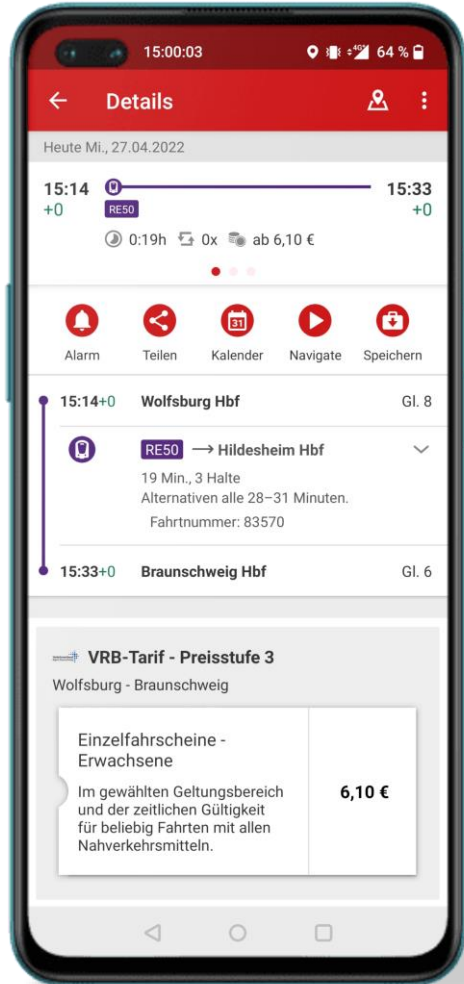 15:00:03 4G 64 %
Details
Heute Mi., 27.04.2022
15:14 15:33
+0 RE50 +0
0:19h 0x ab 6,10 €
31
Alarm Teilen Kalender Navigate Speichern
15:14+0 Wolfsburg Hbf Gl. 8
RE50 → Hildesheim Hbf
19 Min., 3 Halte
Alternativen alle 28–31 Minuten.
Fahrtnummer: 83570
15:33+0 Braunschweig Hbf Gl. 6
VRB-Tarif - Preisstufe 3
Wolfsburg - Braunschweig
Einzelfahrscheine -
Erwachsene
Im gewählten Geltungsbereich
und der zeitlichen Gültigkeit
für beliebig Fahrten mit allen
Nahverkehrsmitteln.
6,10 €